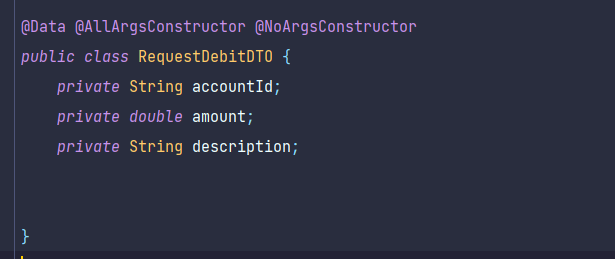 @Data @AllArgsConstructor @NoArgsConstructor
public class RequestDebitDTO {
    private String accountId;
    private double amount;
    private String description;
}